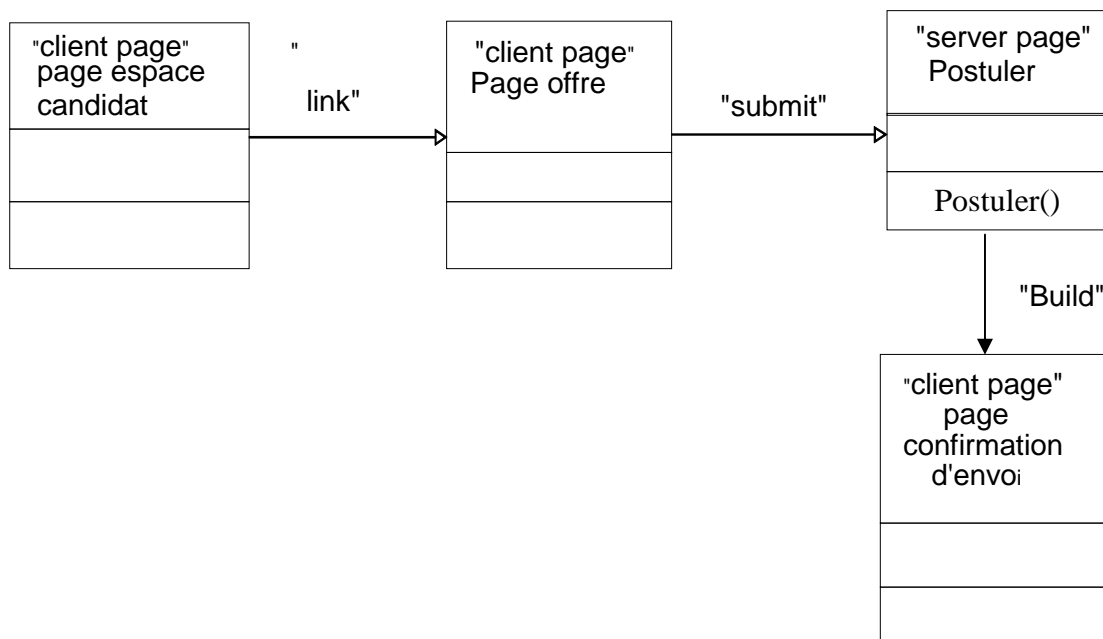 "client page"
page espace
candidat
"
link"
"client page"
Page offre
"submit"
"server page"
Postuler
Postuler()
"Build"
"client page"
page
confirmation
d'envoi